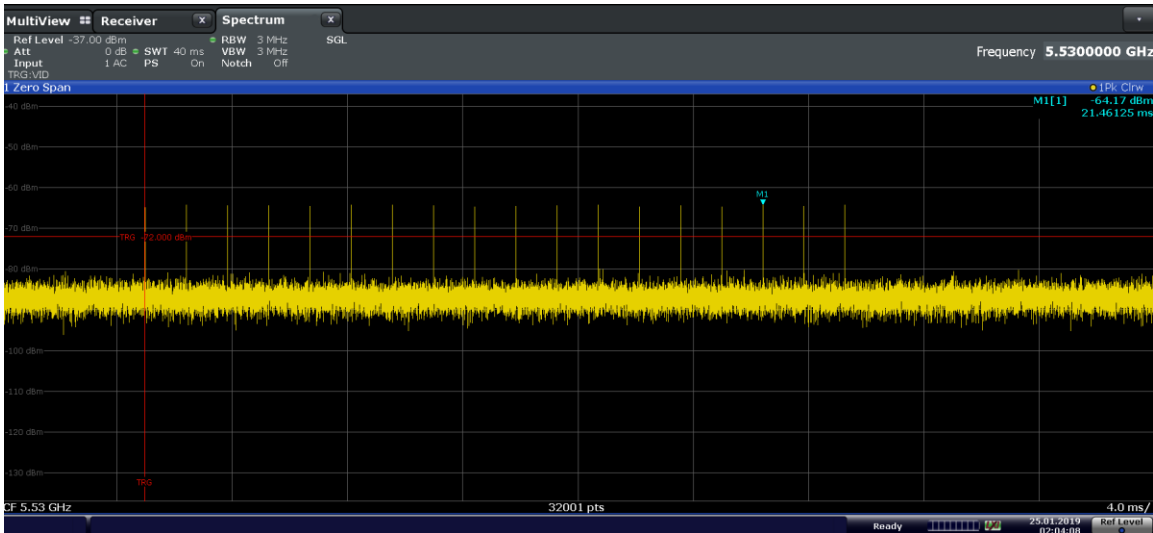 MultiView Receiver X Spectrum X
Ref Level -37.00 dBm RBW 3 MHz SGL
Att 0 dB SWT 40 ms VBW 3 MHz Frequency 5.5300000 GHz
Input 1 AC PS On Notch Off
TRG:VID
1 Zero Span 1Pk Clrw
-40 dBm M1[1] -64.17 dBm
21.46125 ms
-50 dBm
-60 dBm
M1
-70 dBm
TRG -72.000 dBm
-80 dBm
-100 dBm
-110 dBm
-120 dBm
-130 dBm
TRG
CF 5.53 GHz 32001 pts 4.0 ms/
Ready 25.01.2019 Ref Level
02:04:08